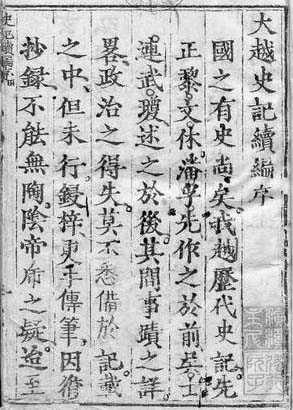 大越史記續編序
國之有史尚矣我越歷代史記先
正黎文休潘孚先作之於前吳士
連武瓊述之於後其間事蹟之詳
畧政治之得失莫不悉備於記載
之中但未行鋟梓更手傳筆因循
抄録不能無陶陰帝虎之疑迨至
史記續編